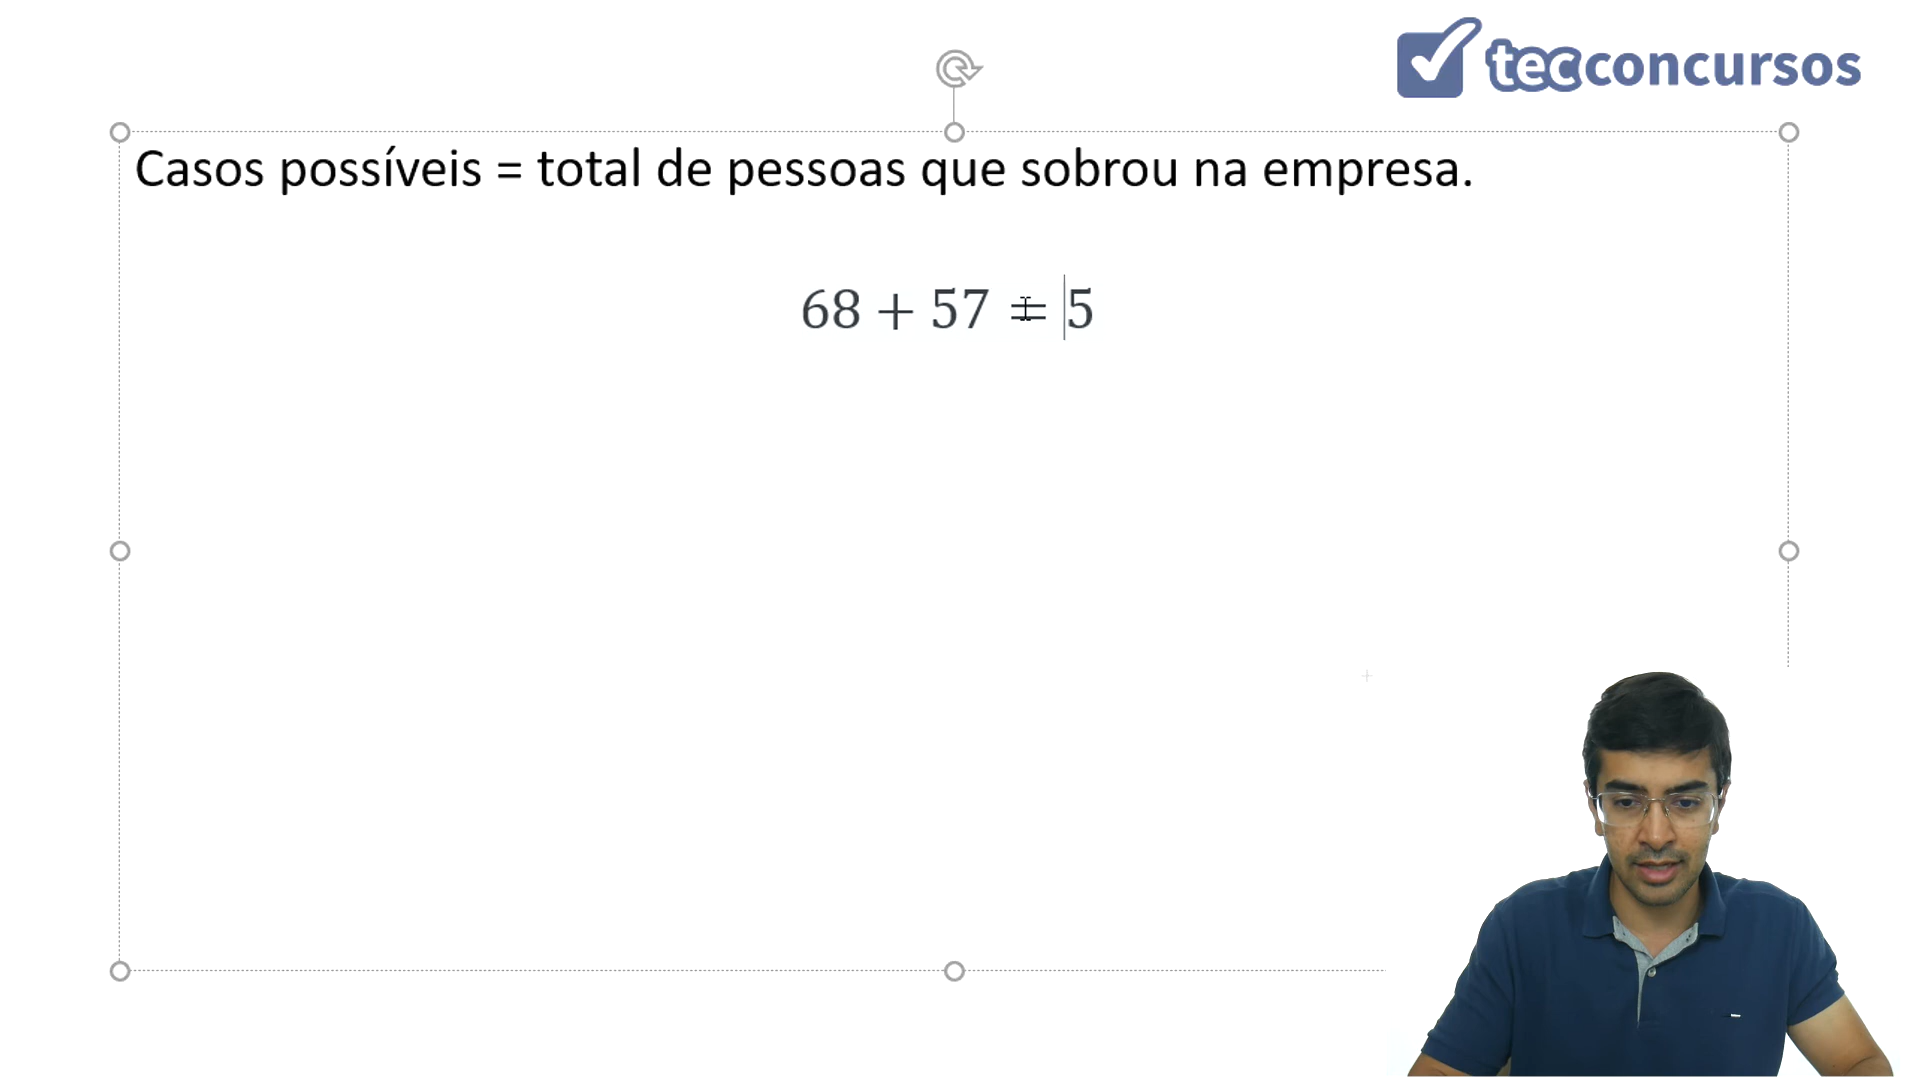 tecconcursos
Casos possíveis = total de pessoas que sobrou na empresa.
68 + 57 = 5